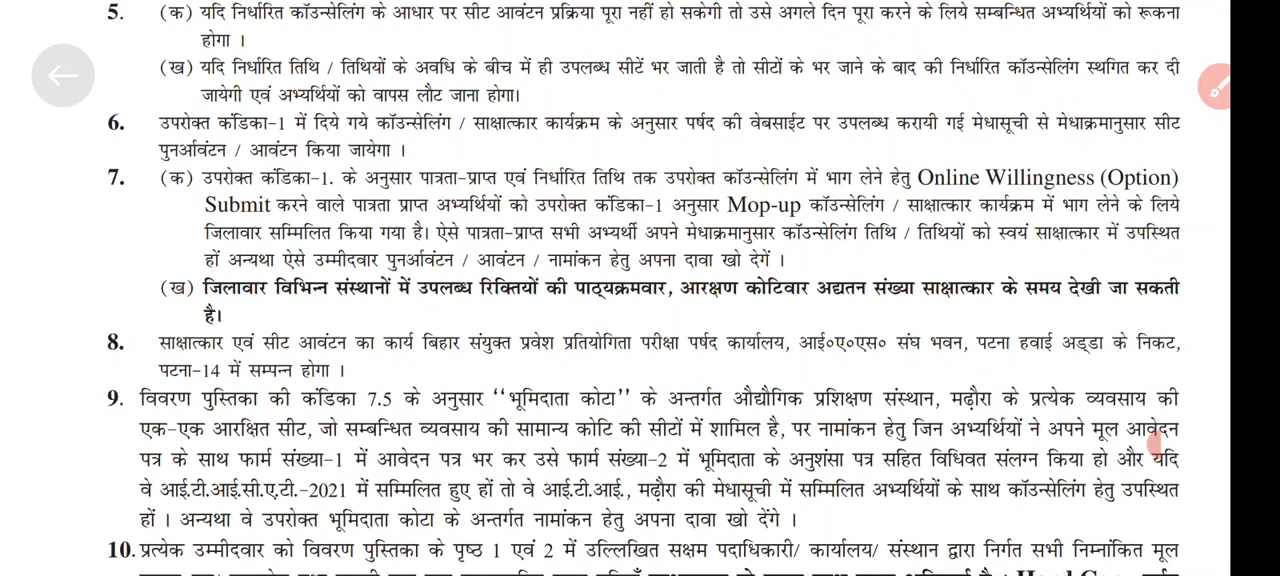 5. (क) यदि निर्धारित कॉउन्सेलिंग के आधार पर सीट आवंटन प्रक्रिया पूरा नहीं हो सकेगी तो उसे अगले दिन पूरा करने के लिये सम्बन्धित अभ्यर्थियों को रूकना
होगा ।
(ख) यदि निर्धारित तिथि / तिथियों के अवधि के बीच में ही उपलब्ध सीटें भर जाती है तो सीटों के भर जाने के बाद की निर्धारित कॉउन्सेलिंग स्थगित कर दी
जायेगी एवं अभ्यर्थियों को वापस लौट जाना होगा।
6. उपरोक्त कंडिका-1 में दिये गये कॉउन्सेलिंग / साक्षात्कार कार्यक्रम के अनुसार पर्षद की वेबसाईट पर उपलब्ध करायी गई मेधासूची से मेधाक्रमानुसार सीट
पुनर्आवंटन / आवंटन किया जायेगा ।
7. (क) उपरोक्त कंडिका-1. के अनुसार पात्रता-प्राप्त एवं निर्धारित तिथि तक उपरोक्त कॉउन्सेलिंग में भाग लेने हेतु Online Willingness (Option)
Submit करने वाले पात्रता प्राप्त अभ्यर्थियों को उपरोक्त कंडिका-1 अनुसार Mop-up कॉउन्सेलिंग / साक्षात्कार कार्यक्रम में भाग लेने के लिये
जिलावार सम्मिलित किया गया है। ऐसे पात्रता-प्राप्त सभी अभ्यर्थी अपने मेधाक्रमानुसार कॉउन्सेलिंग तिथि / तिथियों को स्वयं साक्षात्कार में उपस्थित
हों अन्यथा ऐसे उम्मीदवार पुनर्आवंटन / आवंटन / नामांकन हेतु अपना दावा खो देगें ।
(ख) जिलावार विभिन्न संस्थानों में उपलब्ध रिक्तियों की पाठ्यक्रमवार, आरक्षण कोटिवार अद्यतन संख्या साक्षात्कार के समय देखी जा सकती
है।
8. साक्षात्कार एवं सीट आवंटन का कार्य बिहार संयुक्त प्रवेश प्रतियोगिता परीक्षा पर्षद कार्यालय, आई०ए०एस० संघ भवन, पटना हवाई अड्डा के निकट,
पटना-14 में सम्पन्न होगा ।
9. विवरण पुस्तिका की कंडिका 7.5 के अनुसार ‘‘भूमिदाता कोटा’’ के अन्तर्गत औद्यौगिक प्रशिक्षण संस्थान, मढ़ौरा के प्रत्येक व्यवसाय की
एक-एक आरक्षित सीट, जो सम्बन्धित व्यवसाय की सामान्य कोटि की सीटों में शामिल है, पर नामांकन हेतु जिन अभ्यर्थियों ने अपने मूल आवेदन
पत्र के साथ फार्म संख्या-1 में आवेदन पत्र भर कर उसे फार्म संख्या-2 में भूमिदाता के अनुशंसा पत्र सहित विधिवत संलग्न किया हो और यदि
वे आई.टी.आई.सी.ए.टी.-2021 में सम्मिलित हुए हों तो वे आई.टी.आई., मढ़ौरा की मेधासूची में सम्मिलित अभ्यर्थियों के साथ कॉउन्सेलिंग हेतु उपस्थित
हों । अन्यथा वे उपरोक्त भूमिदाता कोटा के अन्तर्गत नामांकन हेतु अपना दावा खो देंगे ।
10. प्रत्येक उम्मीदवार को विवरण पुस्तिका के पृष्ठ 1 एवं 2 में उल्लिखित सक्षम पदाधिकारी/ कार्यालय/ संस्थान द्वारा निर्गत सभी निम्नांकित मूल